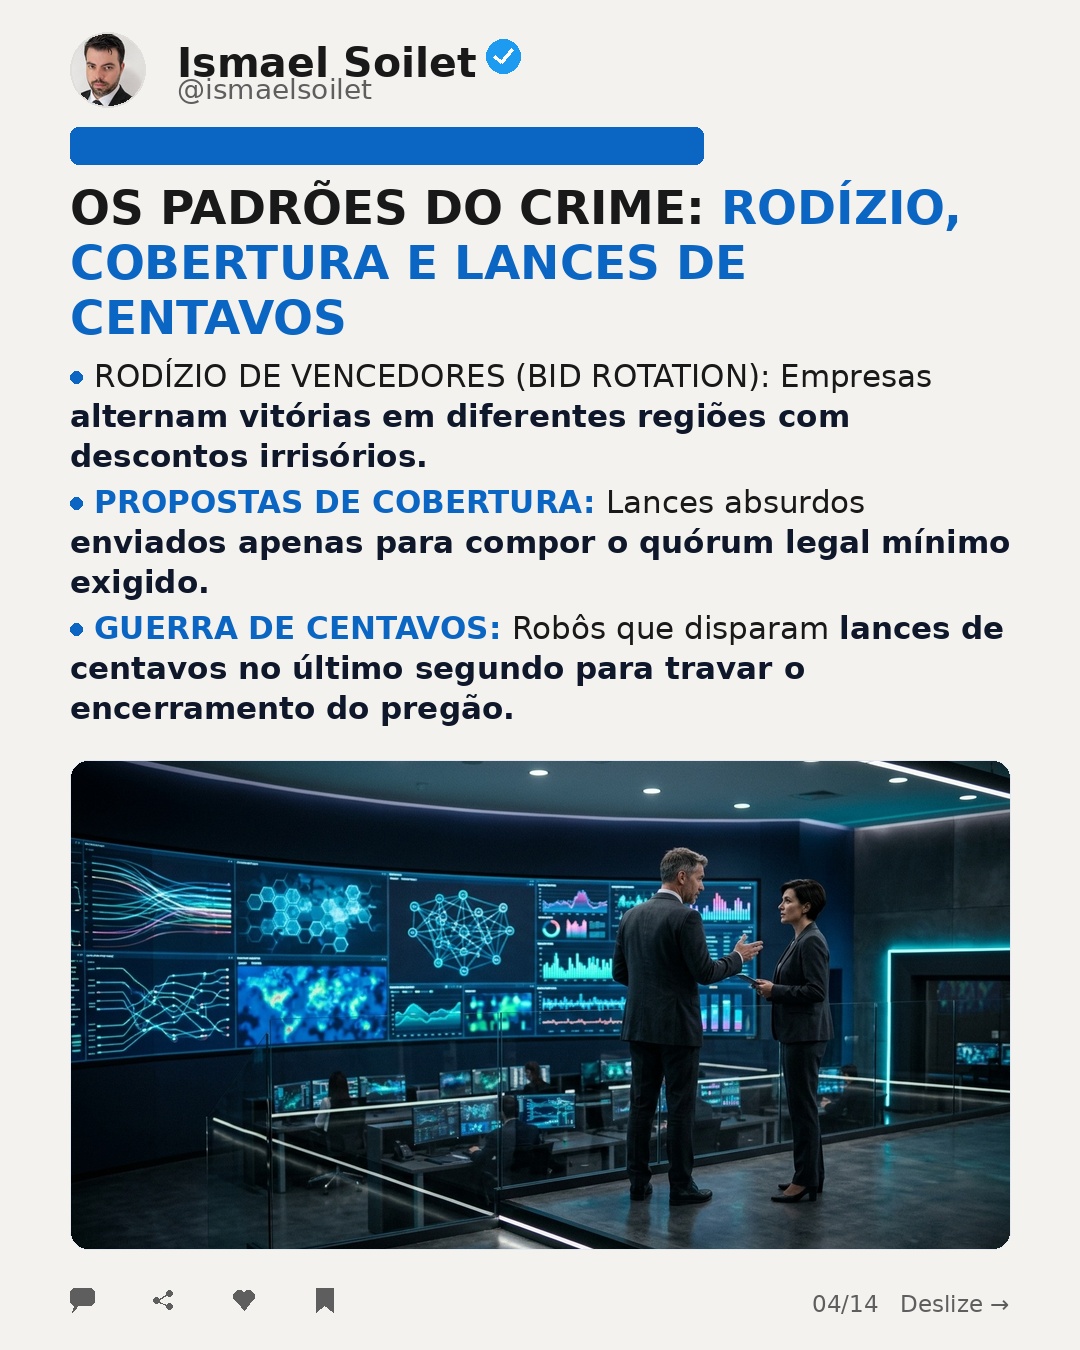 Ismael Soilet
@ismaelsoilet
OS PADRÕES DO CRIME: RODÍZIO,
COBERTURA E LANCES DE
CENTAVOS
• RODÍZIO DE VENCEDORES (BID ROTATION): Empresas
alternam vitórias em diferentes regiões com
descontos irrisórios.
• PROPOSTAS DE COBERTURA: Lances absurdos
enviados apenas para compor o quórum legal mínimo
exigido.
• GUERRA DE CENTAVOS: Robôs que disparam lances de
centavos no último segundo para travar o
encerramento do pregão.
04/14 Deslize →